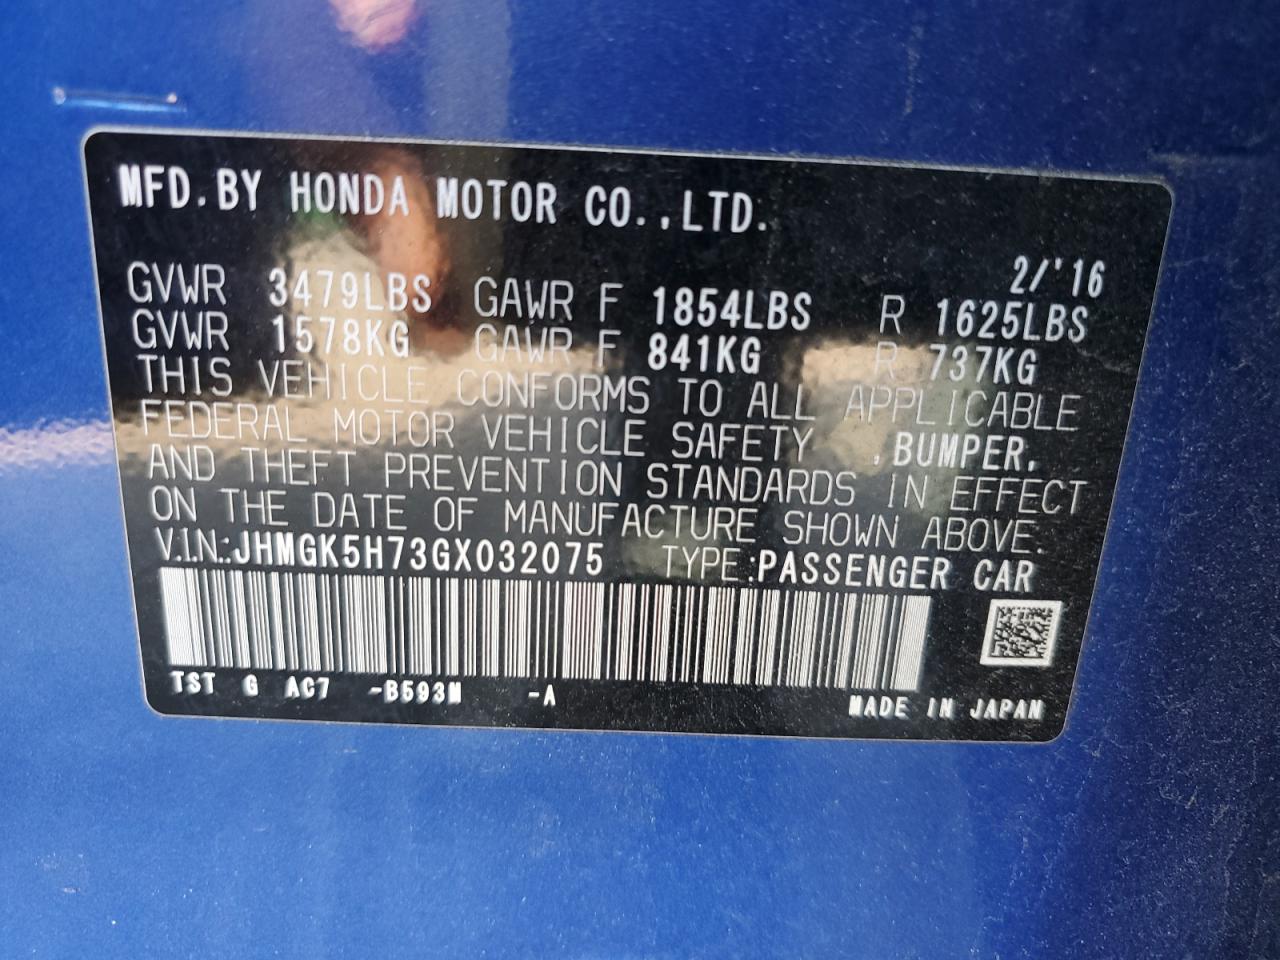 MFD.BY HONDA MOTOR CO.,LTD.
2/'16
GVWR 3479LBS GAWR F 1854LBS R 1625LBS
GVWR 1578KG GAWR F 841KG R 737KG
THIS VEHICLE CONFORMS TO ALL APPLICABLE
FEDERAL MOTOR VEHICLE SAFETY ,BUMPER,
AND THEFT PREVENTION STANDARDS IN EFFECT
ON THE DATE OF MANUFACTURE SHOWN ABOVE.
V.I.N.:JHMGK5H73GX032075 TYPE:PASSENGER CAR
TST G AC7 -B593M -A MADE IN JAPAN